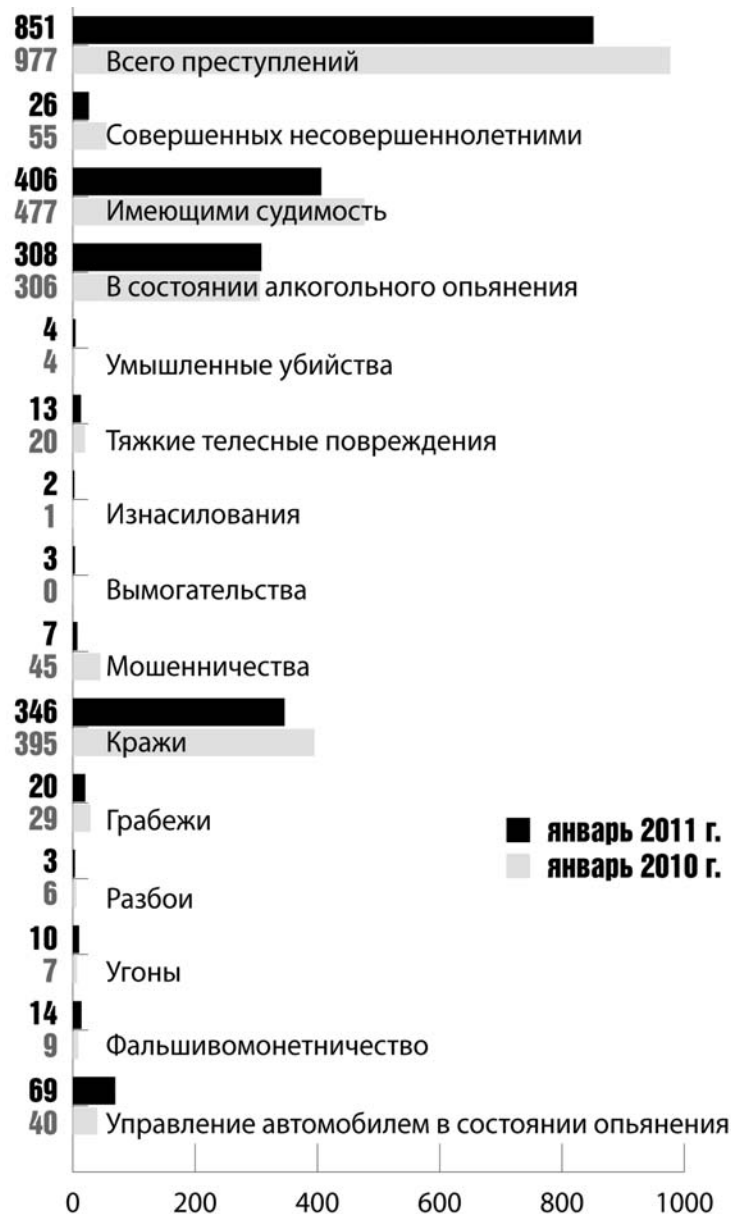 851
977 Всего преступлений
26
55 Совершенных несовершеннолетними
406
477 Имеющими судимость
308
306 В состоянии алкогольного опьянения
4
4 Умышленные убийства
13
20 Тяжкие телесные повреждения
2
1 Изнасилования
3
0 Вымогательства
7
45 Мошенничества
346
395 Кражи
20
29 Грабежи
январь 2011 г.
январь 2010 г.
3
6 Разбои
10
7 Угоны
14
9 Фальшивомонетничество
69
40 Управление автомобилем в состоянии опьянения
0 200 400 600 800 1000